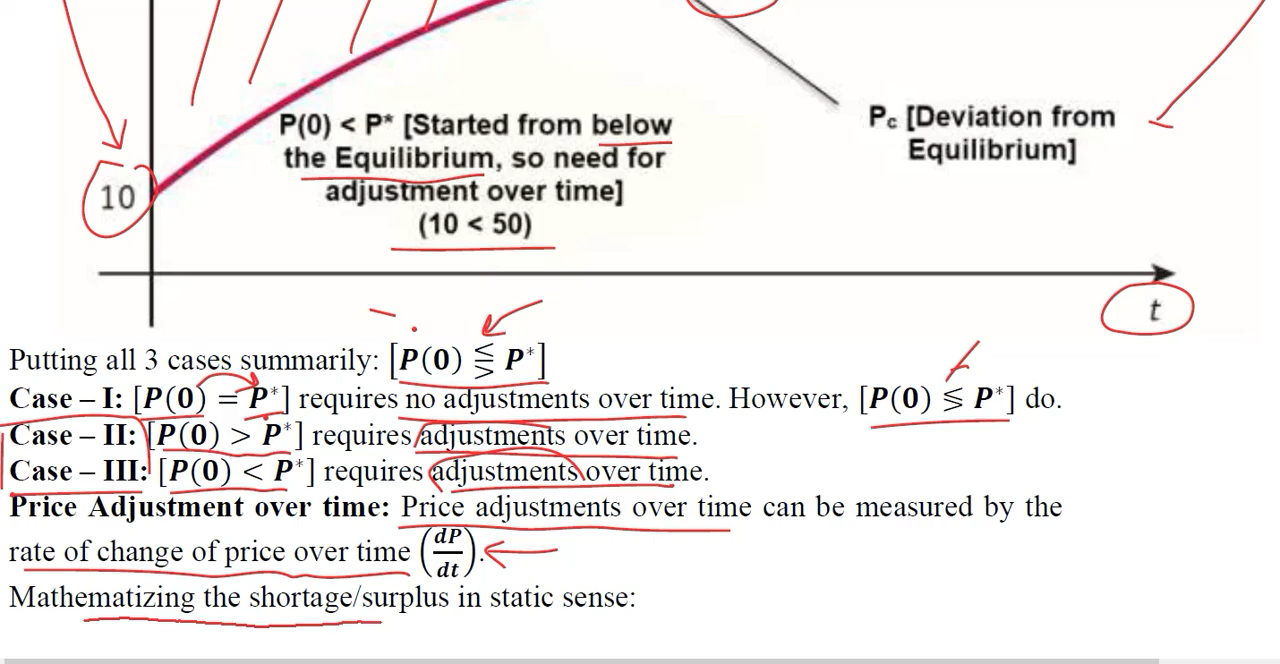 P(0) < P* [Started from below
the Equilibrium, so need for
adjustment over time]
(10 < 50)
Pc [Deviation from
Equilibrium]
10
t
Putting all 3 cases summarily: [P(0) ⪋ P*]
Case – I: [P(0) = P*] requires no adjustments over time. However, [P(0) ≶ P*] do.
Case – II: [P(0) > P*] requires adjustments over time.
Case – III: [P(0) < P*] requires adjustments over time.
Price Adjustment over time: Price adjustments over time can be measured by the
rate of change of price over time (dP/dt).
Mathematizing the shortage/surplus in static sense: